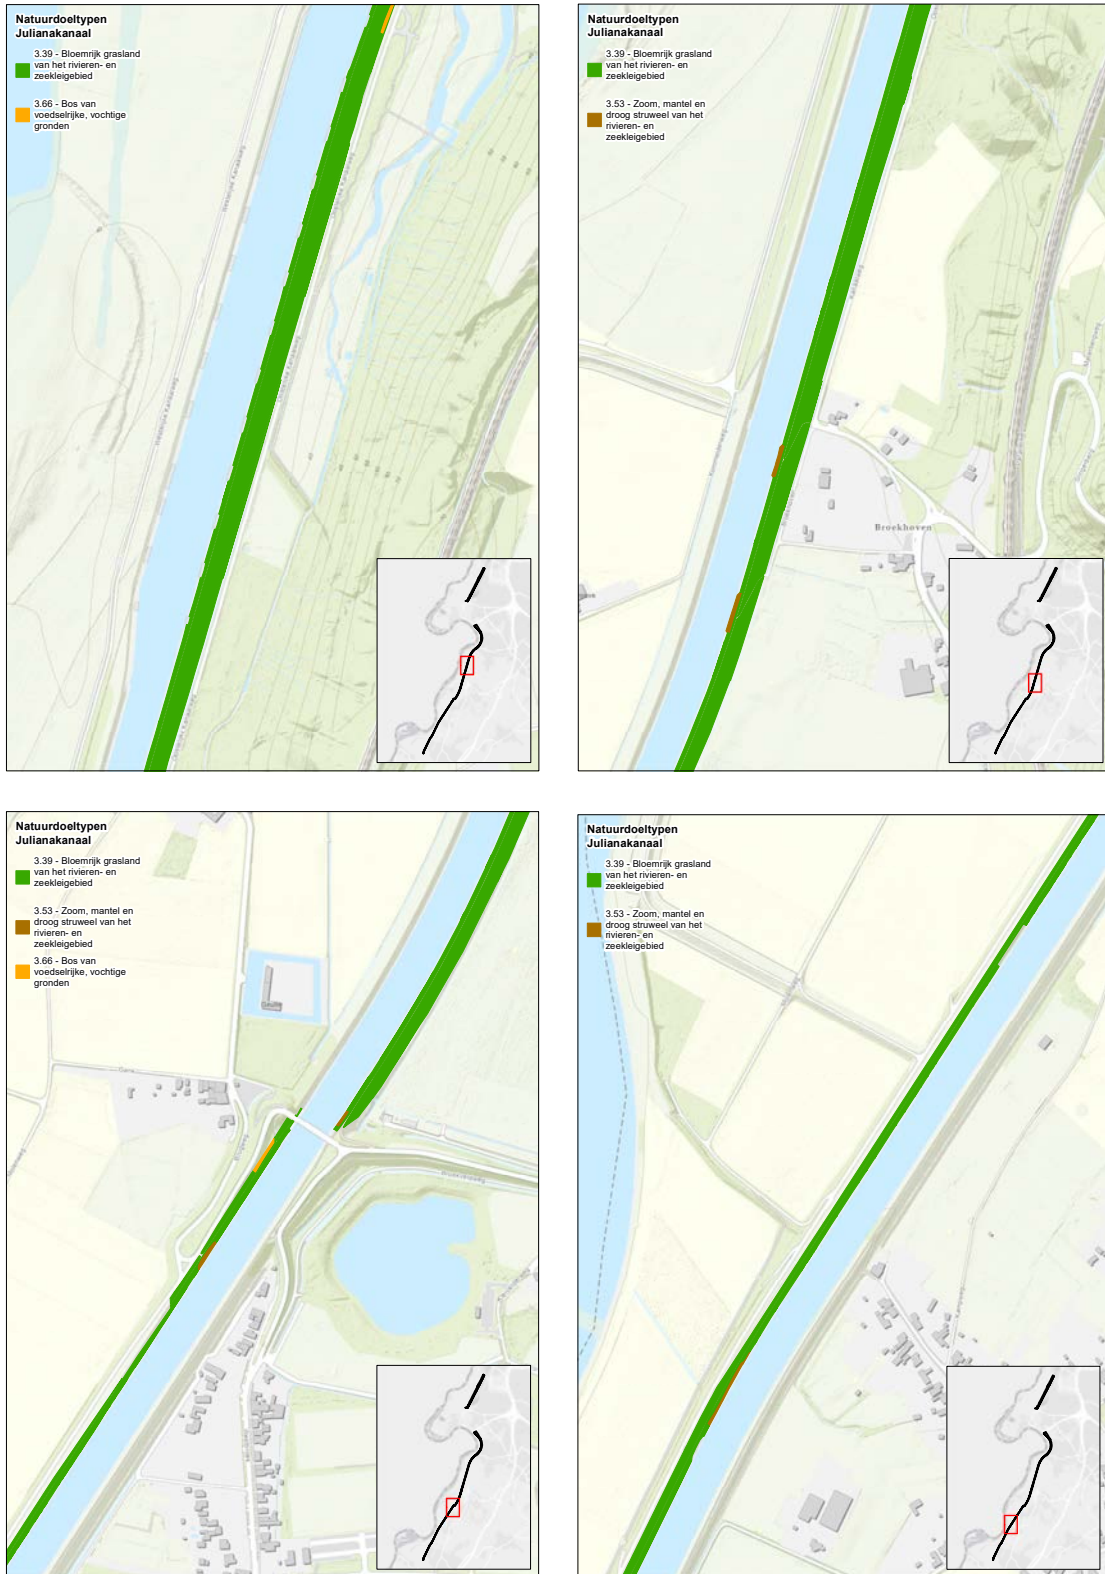 Natuurdoeltypen
Julianakanaal
3.39 - Bloemrijk grasland
van het rivieren- en
zeekleigebied
3.66 - Bos van
voedselrijke, vochtige
gronden
Natuurdoeltypen
Julianakanaal
3.39 - Bloemrijk grasland
van het rivieren- en
zeekleigebied
3.53 - Zoom, mantel en
droog struweel van het
rivieren- en
zeekleigebied
Kanaalweg
Broekhoven
Natuurdoeltypen
Julianakanaal
3.39 - Bloemrijk grasland
van het rivieren- en
zeekleigebied
3.53 - Zoom, mantel en
droog struweel van het
rivieren- en
zeekleigebied
3.66 - Bos van
voedselrijke, vochtige
gronden
Geulle
Brugweg
Natuurdoeltypen
Julianakanaal
3.39 - Bloemrijk grasland
van het rivieren- en
zeekleigebied
3.53 - Zoom, mantel en
droog struweel van het
rivieren- en
zeekleigebied